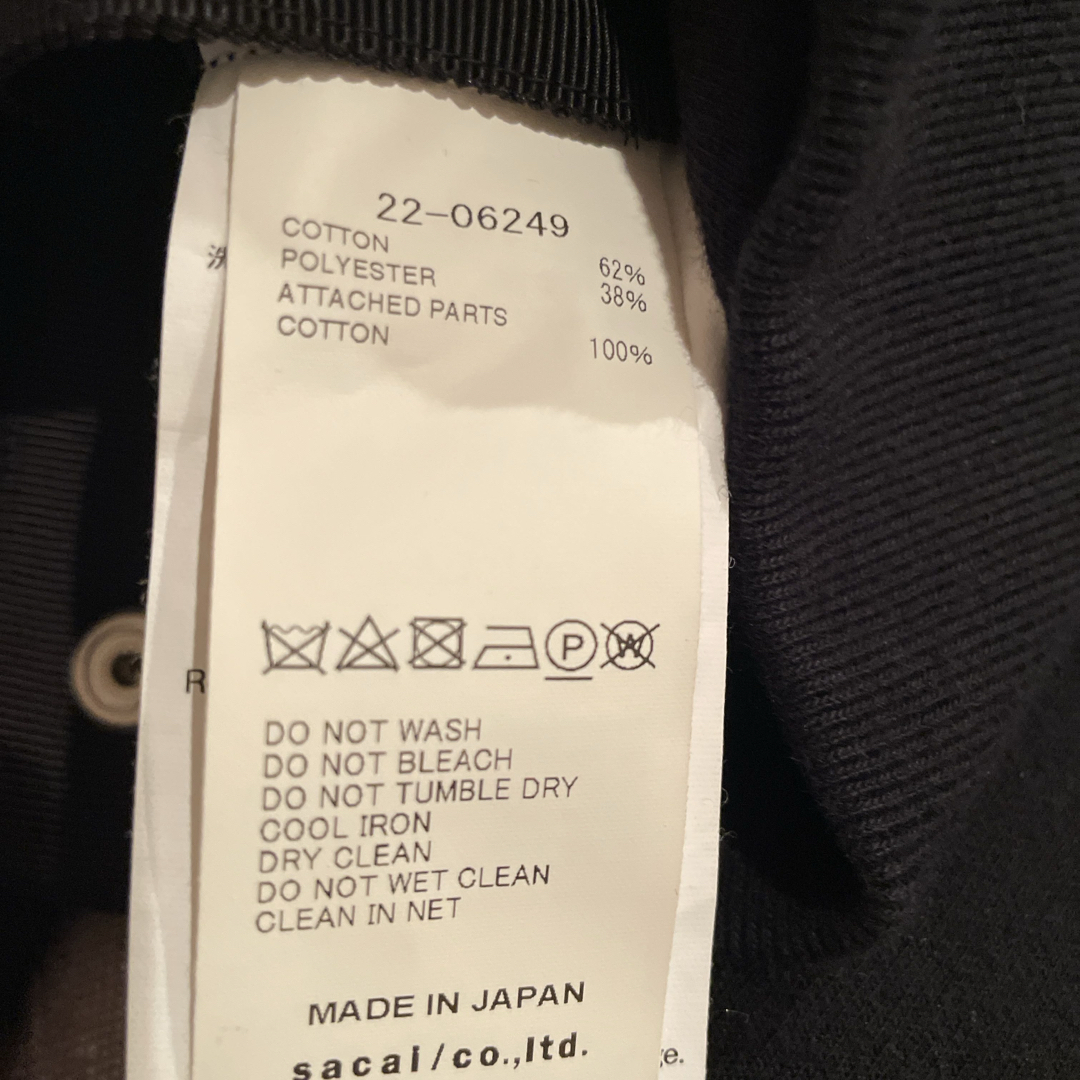 22-06249
COTTON 62%
POLYESTER 38%
ATTACHED PARTS
COTTON 100%
P W
DO NOT WASH
DO NOT BLEACH
DO NOT TUMBLE DRY
COOL IRON
DRY CLEAN
DO NOT WET CLEAN
CLEAN IN NET
MADE IN JAPAN
sacai/co.,ltd.
R